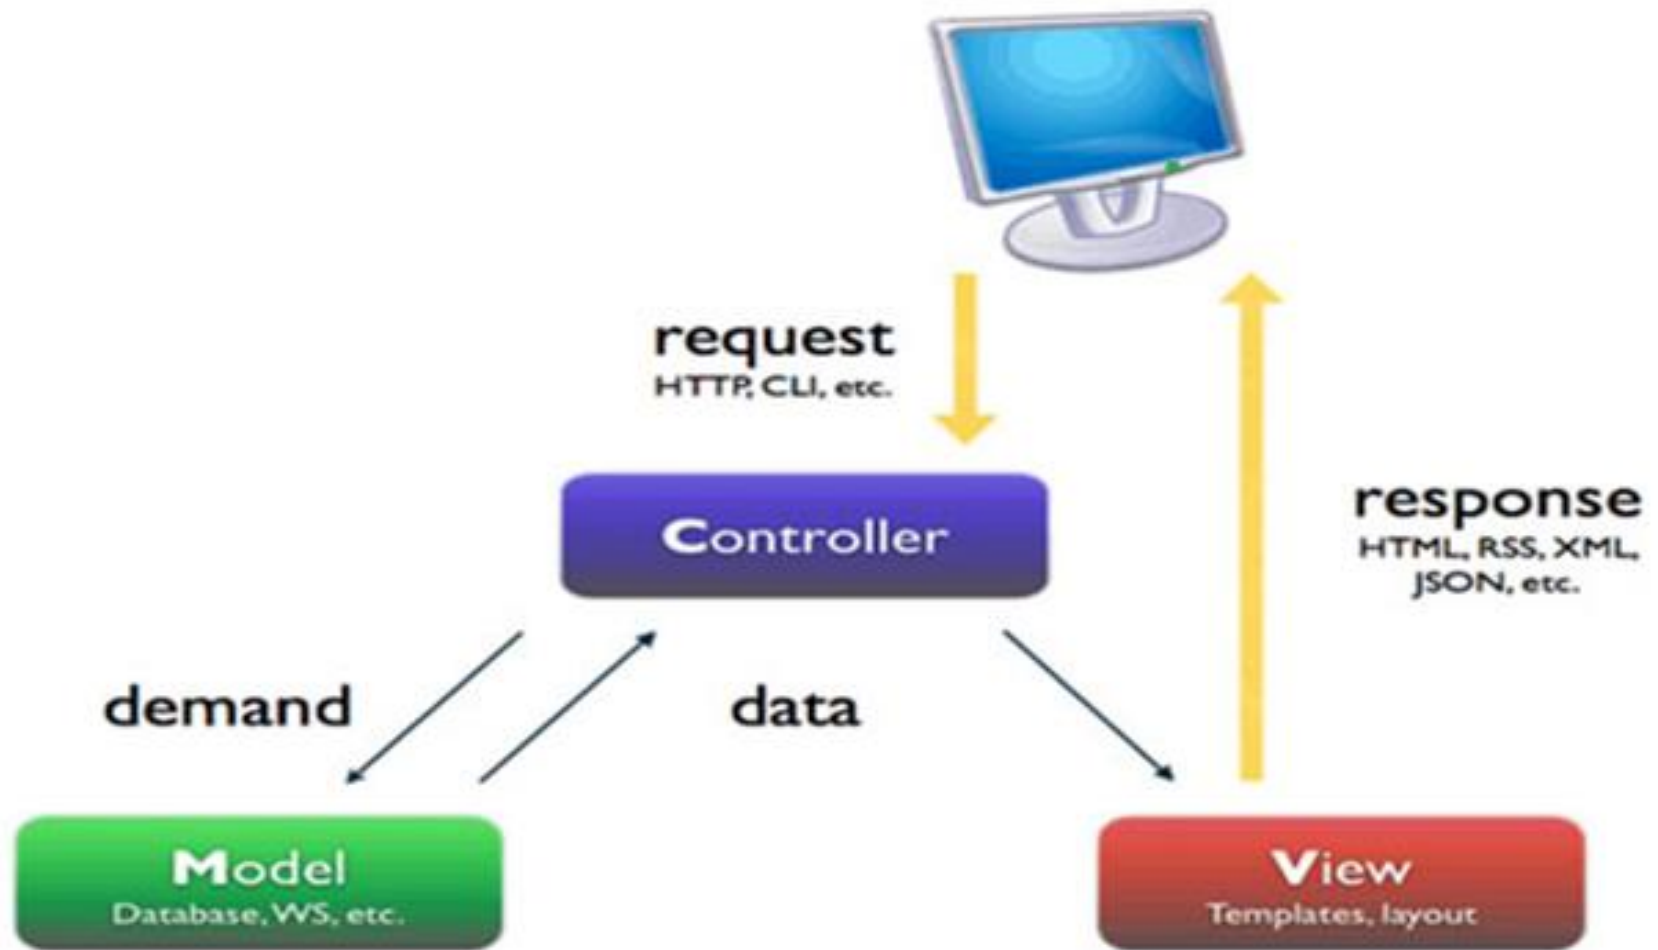 request
HTTP, CLI, etc.
Controller
response
HTML, RSS, XML,
JSON, etc.
demand
data
Model
Database, WS, etc.
View
Templates, layout